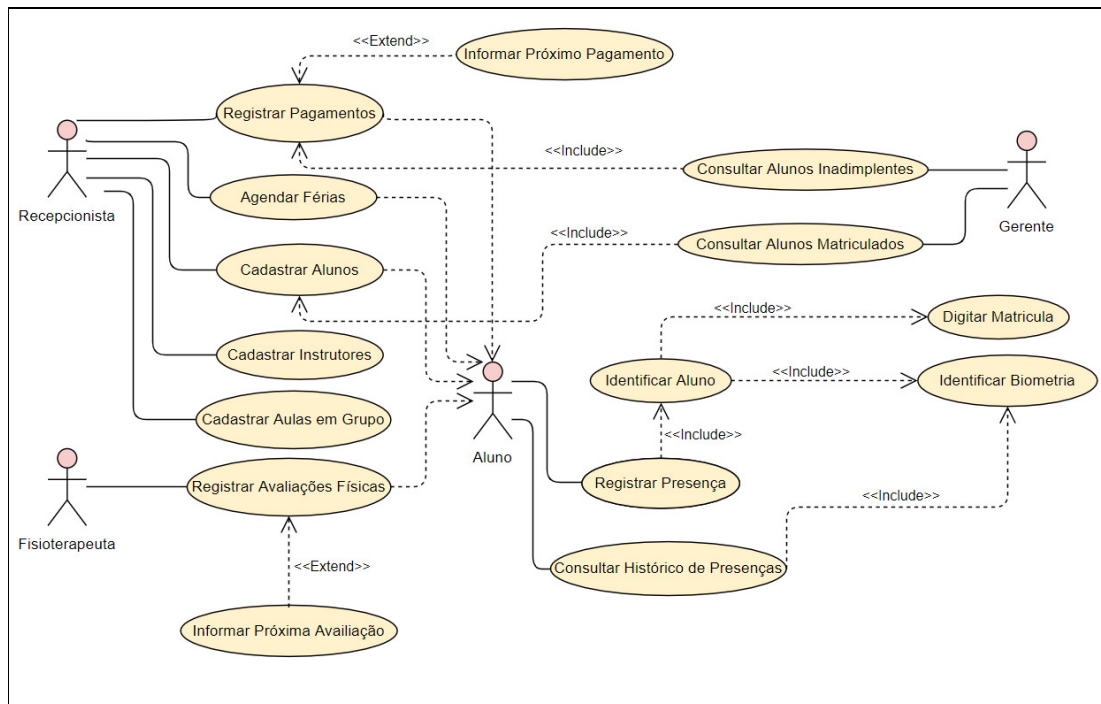 <<Extend>>
Informar Próximo Pagamento
Registrar Pagamentos
<<Include>>
Consultar Alunos Inadimplentes
Recepcionista
Agendar Férias
Gerente
<<Include>>
Consultar Alunos Matriculados
Cadastrar Alunos
<<Include>>
Digitar Matricula
Cadastrar Instrutores
Identificar Aluno
<<Include>>
Identificar Biometria
Cadastrar Aulas em Grupo
<<Include>>
Aluno
Registrar Avaliações Físicas
Registrar Presença
<<Include>>
Fisioterapeuta
<<Extend>>
Consultar Histórico de Presenças
Informar Próxima Availiação